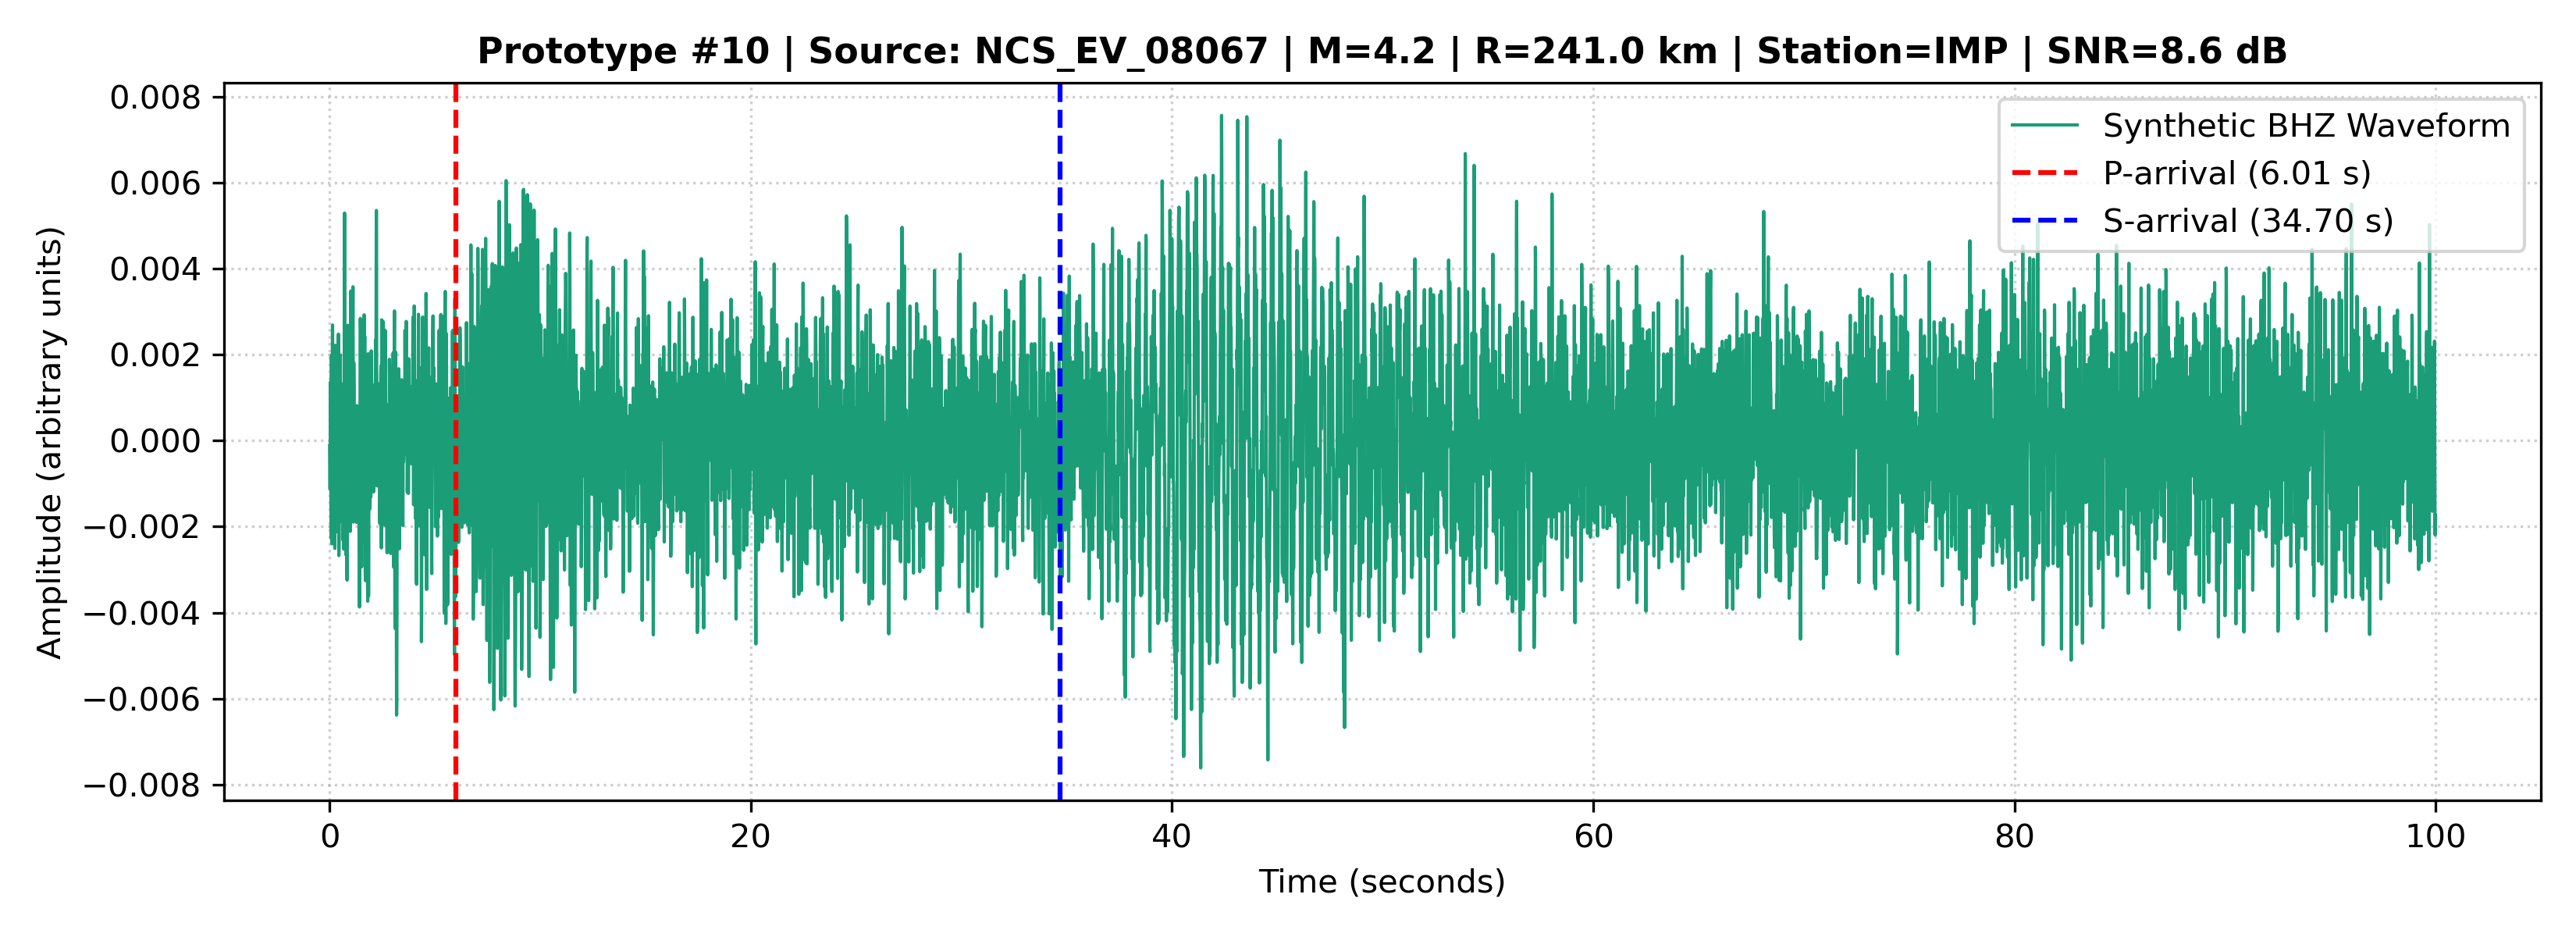 Prototype #10 | Source: NCS_EV_08067 | M=4.2 | R=241.0 km | Station=IMP | SNR=8.6 dB
Synthetic BHZ Waveform
P-arrival (6.01 s)
S-arrival (34.70 s)
Amplitude (arbitrary units)
0.008
0.006
0.004
0.002
0.000
−0.002
−0.004
−0.006
−0.008
0 20 40 60 80 100
Time (seconds)